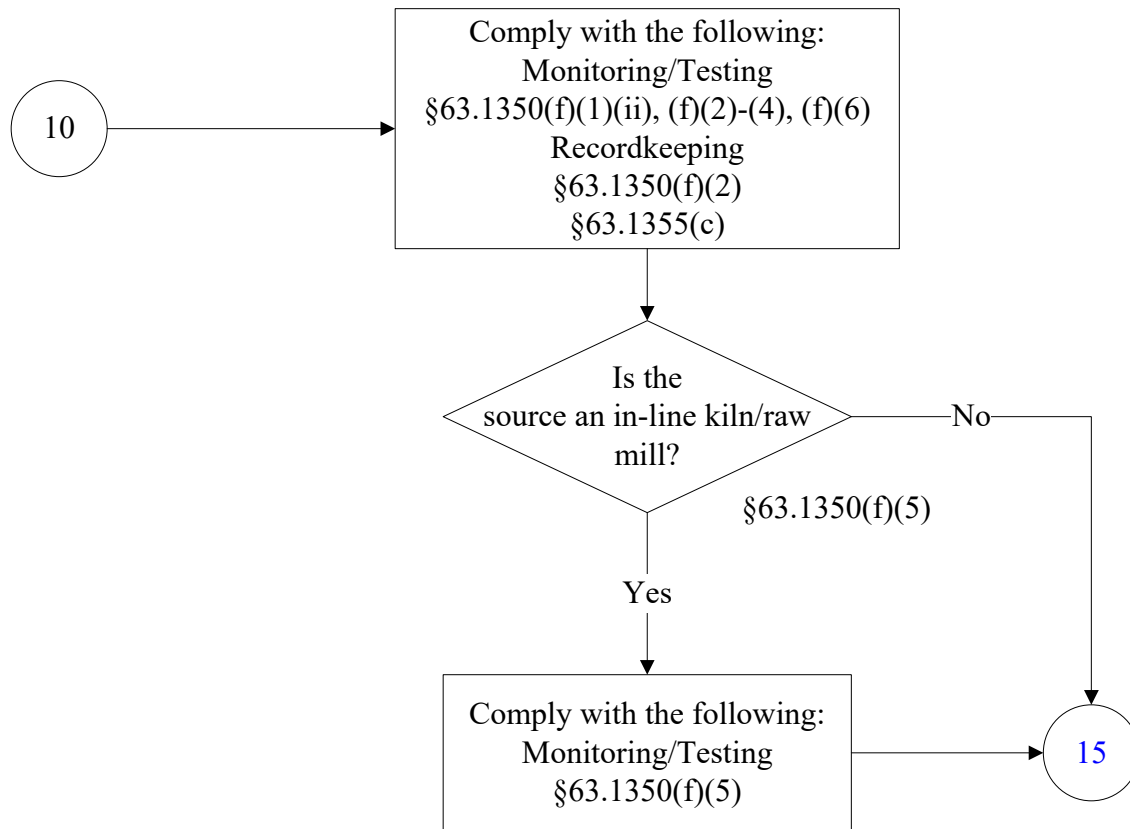 Comply with the following:
Monitoring/Testing
§63.1350(f)(1)(ii), (f)(2)-(4), (f)(6)
Recordkeeping
§63.1350(f)(2)
§63.1355(c)
10
Is the
source an in-line kiln/raw
mill?
No
§63.1350(f)(5)
Yes
Comply with the following:
Monitoring/Testing
§63.1350(f)(5)
15